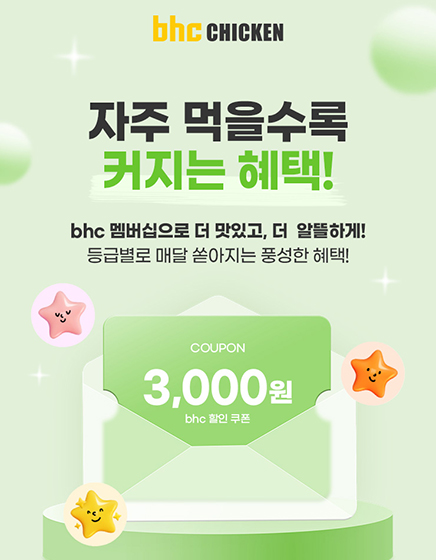 bhc CHICKEN
자주 먹을수록
커지는 혜택!
bhc 멤버십으로 더 맛있고, 더 알뜰하게!
등급별로 매달 쏟아지는 풍성한 혜택!
COUPON
3,000원
bhc 할인 쿠폰